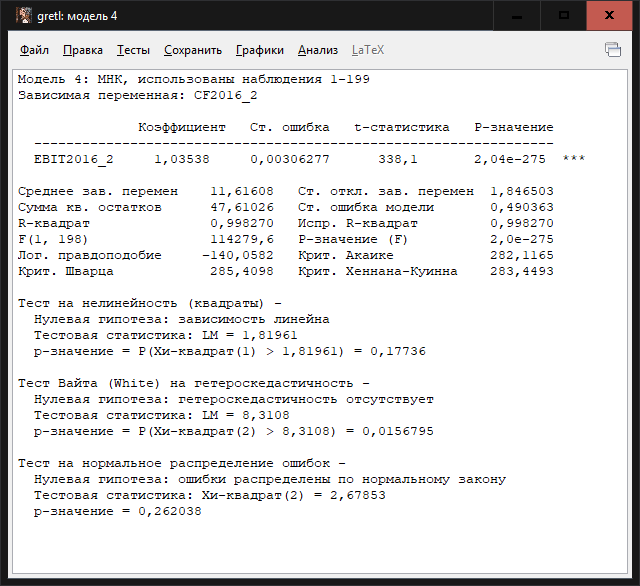 gretl: модель 4
Файл Правка Тесты Сохранить Графики Анализ LaTeX
Модель 4: МНК, использованы наблюдения 1-199
Зависимая переменная: CF2016_2
Коэффициент Ст. ошибка t-статистика P-значение
EBIT2016_2 1,03538 0,00306277 338,1 2,04e-275 ***
Среднее зав. перемен 11,61608 Ст. откл. зав. перемен 1,846503
Сумма кв. остатков 47,61026 Ст. ошибка модели 0,490363
R-квадрат 0,998270 Испр. R-квадрат 0,998270
F(1, 198) 114279,6 Р-значение (F) 2,0e-275
Лог. правдоподобие -140,0582 Крит. Акаике 282,1165
Крит. Шварца 285,4098 Крит. Хеннана-Куинна 283,4493
Тест на нелинейность (квадраты) -
Нулевая гипотеза: зависимость линейна
Тестовая статистика: LM = 1,81961
р-значение = P(Хи-квадрат(1) > 1,81961) = 0,17736
Тест Вайта (White) на гетероскедастичность -
Нулевая гипотеза: гетероскедастичность отсутствует
Тестовая статистика: LM = 8,3108
р-значение = P(Хи-квадрат(2) > 8,3108) = 0,0156795
Тест на нормальное распределение ошибок -
Нулевая гипотеза: ошибки распределены по нормальному закону
Тестовая статистика: Хи-квадрат(2) = 2,67853
р-значение = 0,262038